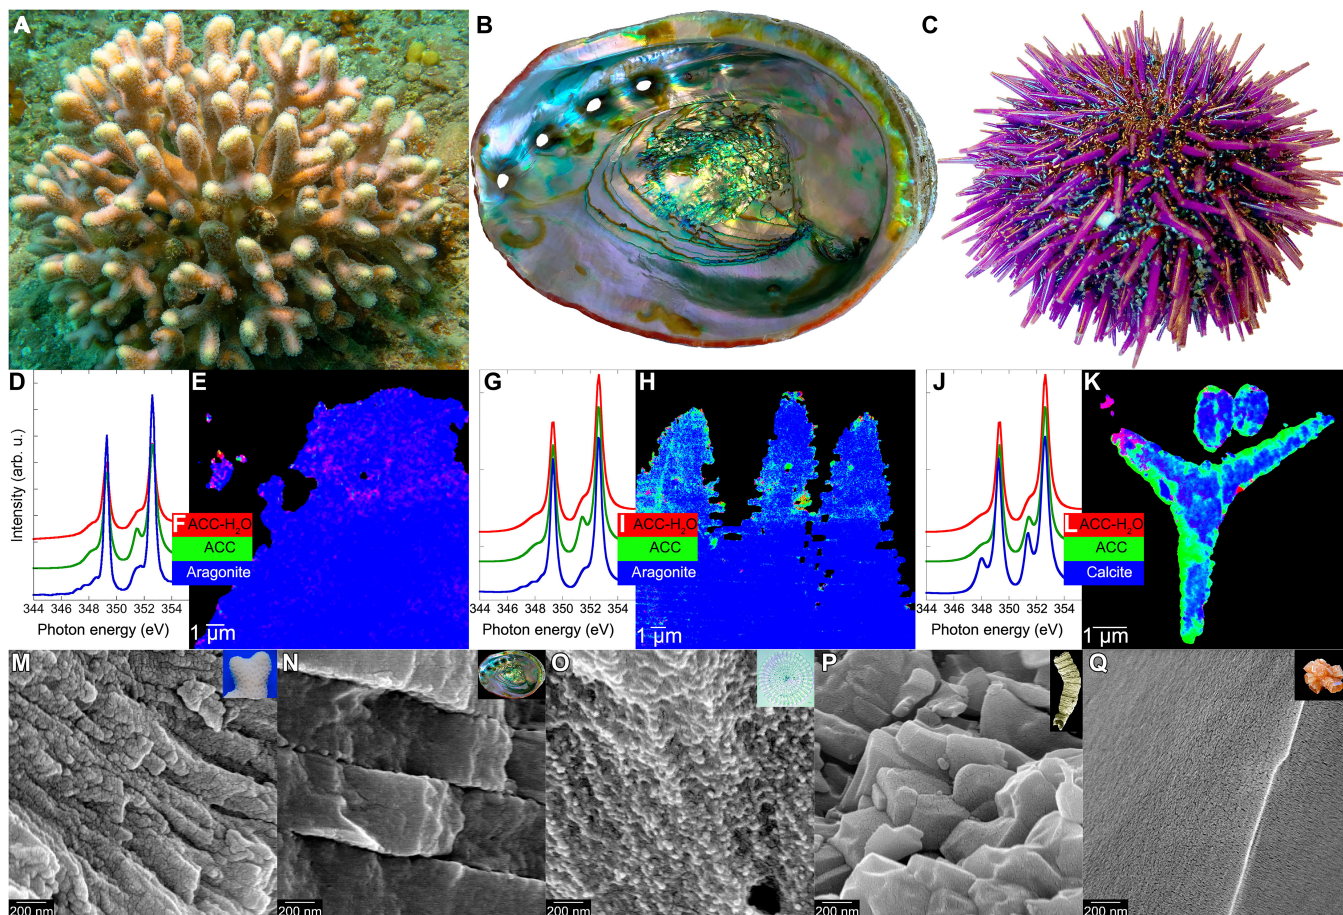 A
B
C
D
Intensity (arb. u.)
344 346 348 350 352 354
Photon energy (eV)
E
F
ACC-H₂O
ACC
Aragonite
1 µm
G
344 346 348 350 352 354
Photon energy (eV)
H
I
ACC-H₂O
ACC
Aragonite
1 µm
J
344 346 348 350 352 354
Photon energy (eV)
K
L
ACC-H₂O
ACC
Calcite
1 µm
M
200 nm
N
200 nm
O
200 nm
P
200 nm
Q
200 nm